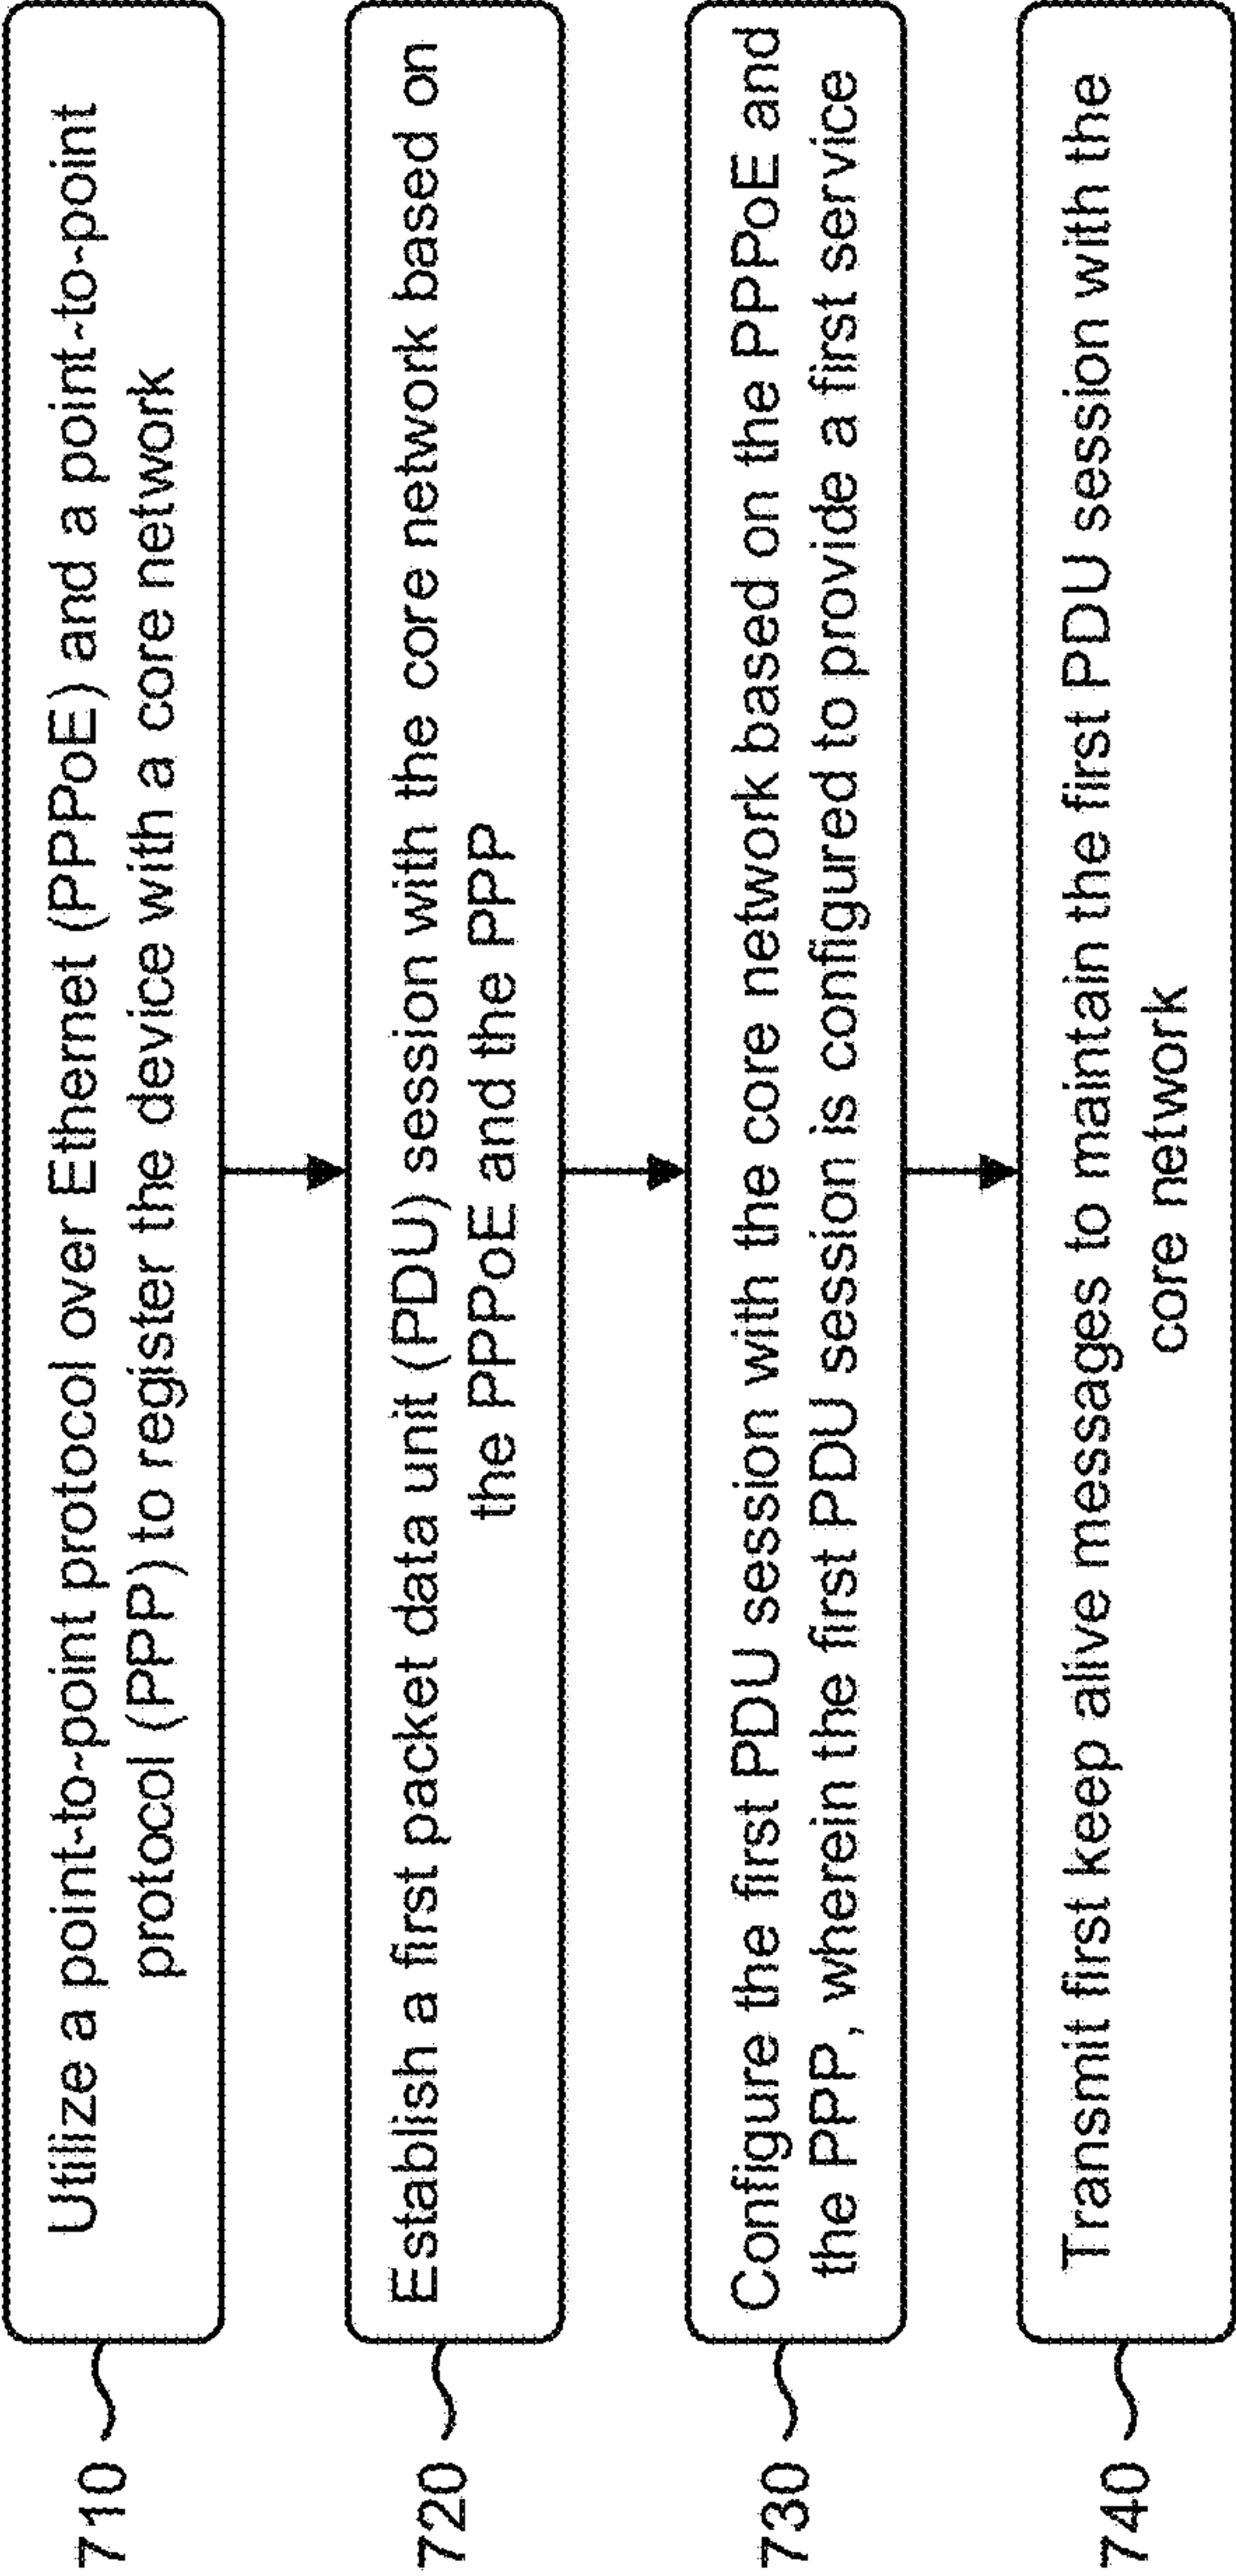 710
Utilize a point-to-point protocol over Ethernet (PPPoE) and a point-to-point
protocol (PPP) to register the device with a core network
720
Establish a first packet data unit (PDU) session with the core network based on
the PPPoE and the PPP
730
Configure the first PDU session with the core network based on the PPPoE and
the PPP, wherein the first PDU session is configured to provide a first service
740
Transmit first keep alive messages to maintain the first PDU session with the
core network